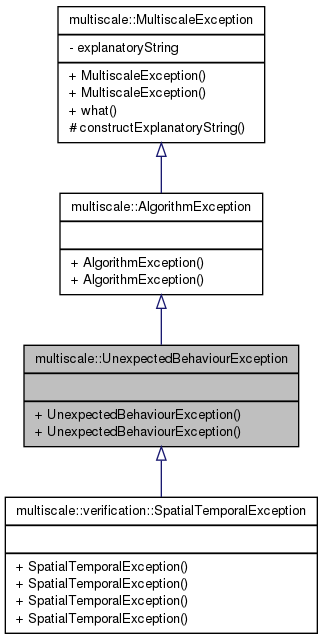 multiscale::MultiscaleException
- explanatoryString
+ MultiscaleException()
+ MultiscaleException()
+ what()
# constructExplanatoryString()
multiscale::AlgorithmException
+ AlgorithmException()
+ AlgorithmException()
multiscale::UnexpectedBehaviourException
+ UnexpectedBehaviourException()
+ UnexpectedBehaviourException()
multiscale::verification::SpatialTemporalException
+ SpatialTemporalException()
+ SpatialTemporalException()
+ SpatialTemporalException()
+ SpatialTemporalException()